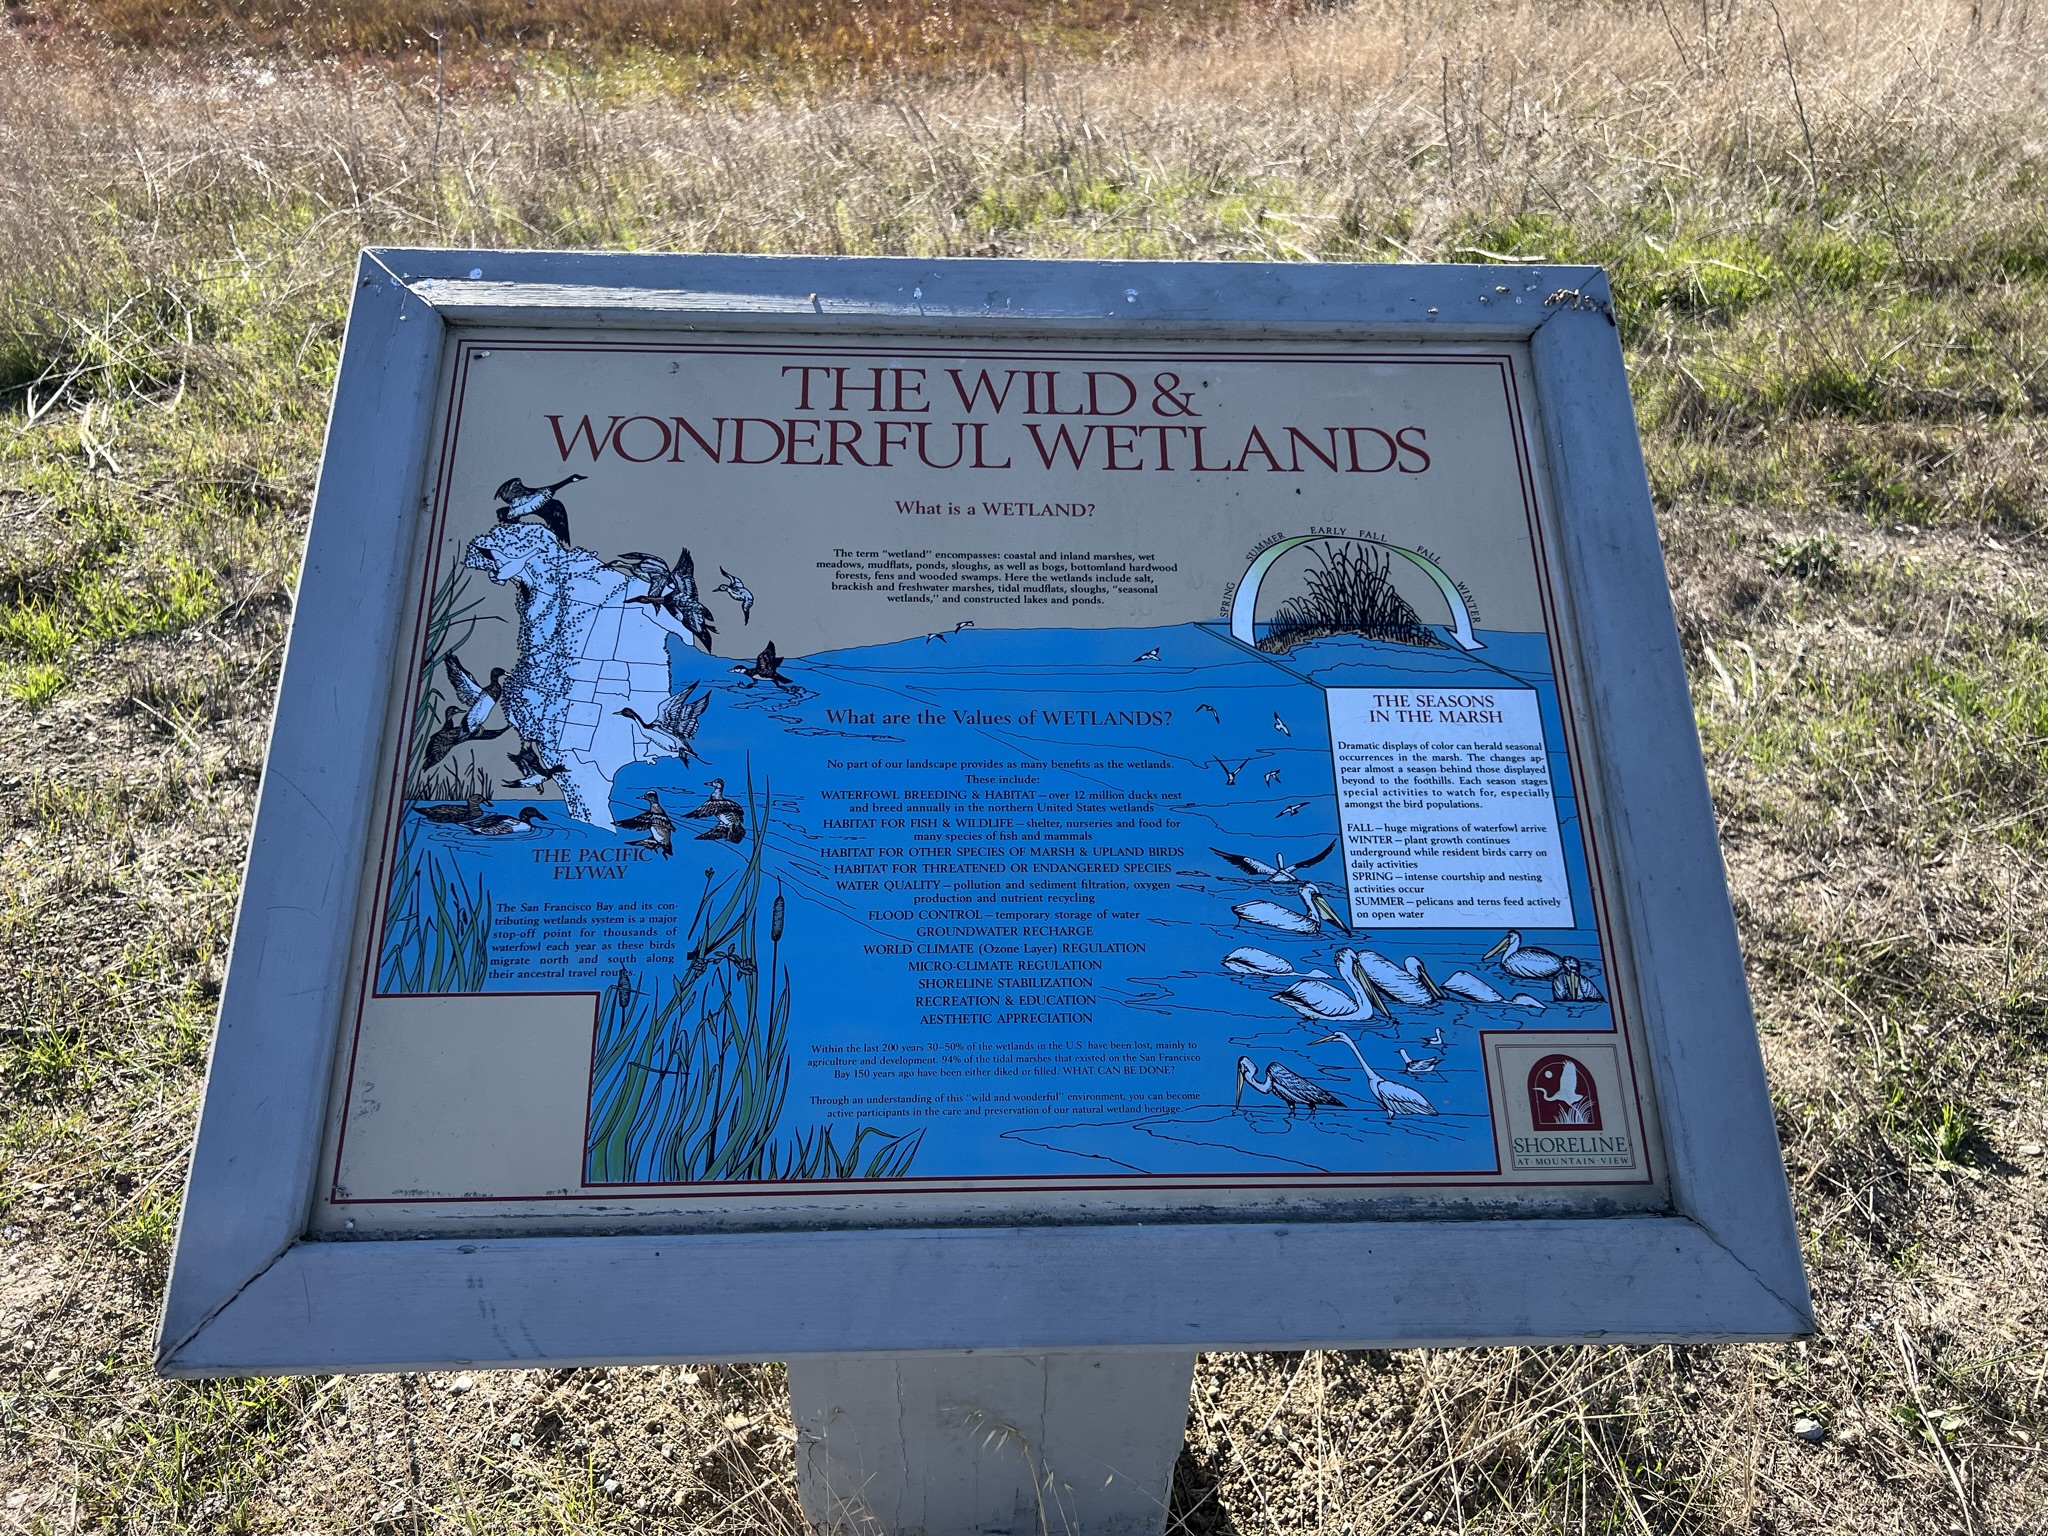 THE WILD &
WONDERFUL WETLANDS
What is a WETLAND?
The term "wetland" encompasses: coastal and inland marshes, wet
meadows, mudflats, ponds, sloughs, as well as bogs, bottomland hardwood
forests, fens and wooded swamps. Here the wetlands include salt,
brackish and freshwater marshes, tidal mudflats, sloughs, "seasonal
wetlands," and constructed lakes and ponds.
SPRING
SUMMER
EARLY FALL
FALL
WINTER
THE PACIFIC
FLYWAY
The San Francisco Bay and its con-
tributing wetlands system is a major
stop-off point for thousands of
waterfowl each year as these birds
migrate north and south along
their ancestral travel routes.
What are the Values of WETLANDS?
No part of our landscape provides as many benefits as the wetlands.
These include:
WATERFOWL BREEDING & HABITAT — over 12 million ducks nest
and breed annually in the northern United States wetlands
HABITAT FOR FISH & WILDLIFE — shelter, nurseries and food for
many species of fish and mammals
HABITAT FOR OTHER SPECIES OF MARSH & UPLAND BIRDS
HABITAT FOR THREATENED OR ENDANGERED SPECIES
WATER QUALITY — pollution and sediment filtration, oxygen
production and nutrient recycling
FLOOD CONTROL — temporary storage of water
GROUNDWATER RECHARGE
WORLD CLIMATE (Ozone Layer) REGULATION
MICRO-CLIMATE REGULATION
SHORELINE STABILIZATION
RECREATION & EDUCATION
AESTHETIC APPRECIATION
Within the last 200 years 30–50% of the wetlands in the U.S. have been lost, mainly to
agriculture and development. 94% of the tidal marshes that existed on the San Francisco
Bay 150 years ago have been either diked or filled. WHAT CAN BE DONE?
Through an understanding of this "wild and wonderful" environment, you can become
active participants in the care and preservation of our natural wetland heritage.
THE SEASONS
IN THE MARSH
Dramatic displays of color can herald seasonal
occurrences in the marsh. The changes ap-
pear almost a season behind those displayed
beyond to the foothills. Each season stages
special activities to watch for, especially
amongst the bird populations.
FALL — huge migrations of waterfowl arrive
WINTER — plant growth continues
underground while resident birds carry on
daily activities
SPRING — intense courtship and nesting
activities occur
SUMMER — pelicans and terns feed actively
on open water
SHORELINE
AT·MOUNTAIN·VIEW